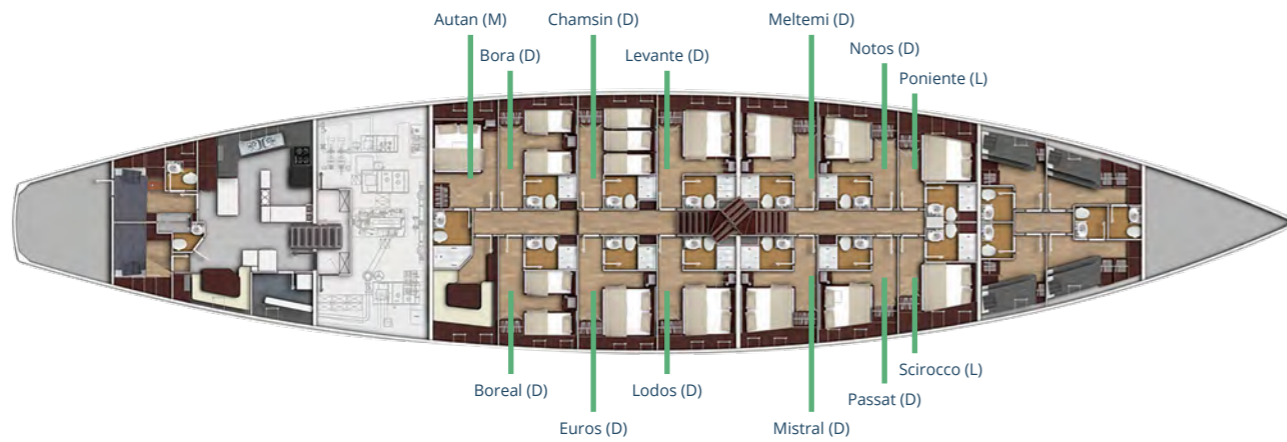 Autan (M)
Chamsin (D)
Meltemi (D)
Bora (D)
Levante (D)
Notos (D)
Poniente (L)
Boreal (D)
Lodos (D)
Scirocco (L)
Passat (D)
Euros (D)
Mistral (D)